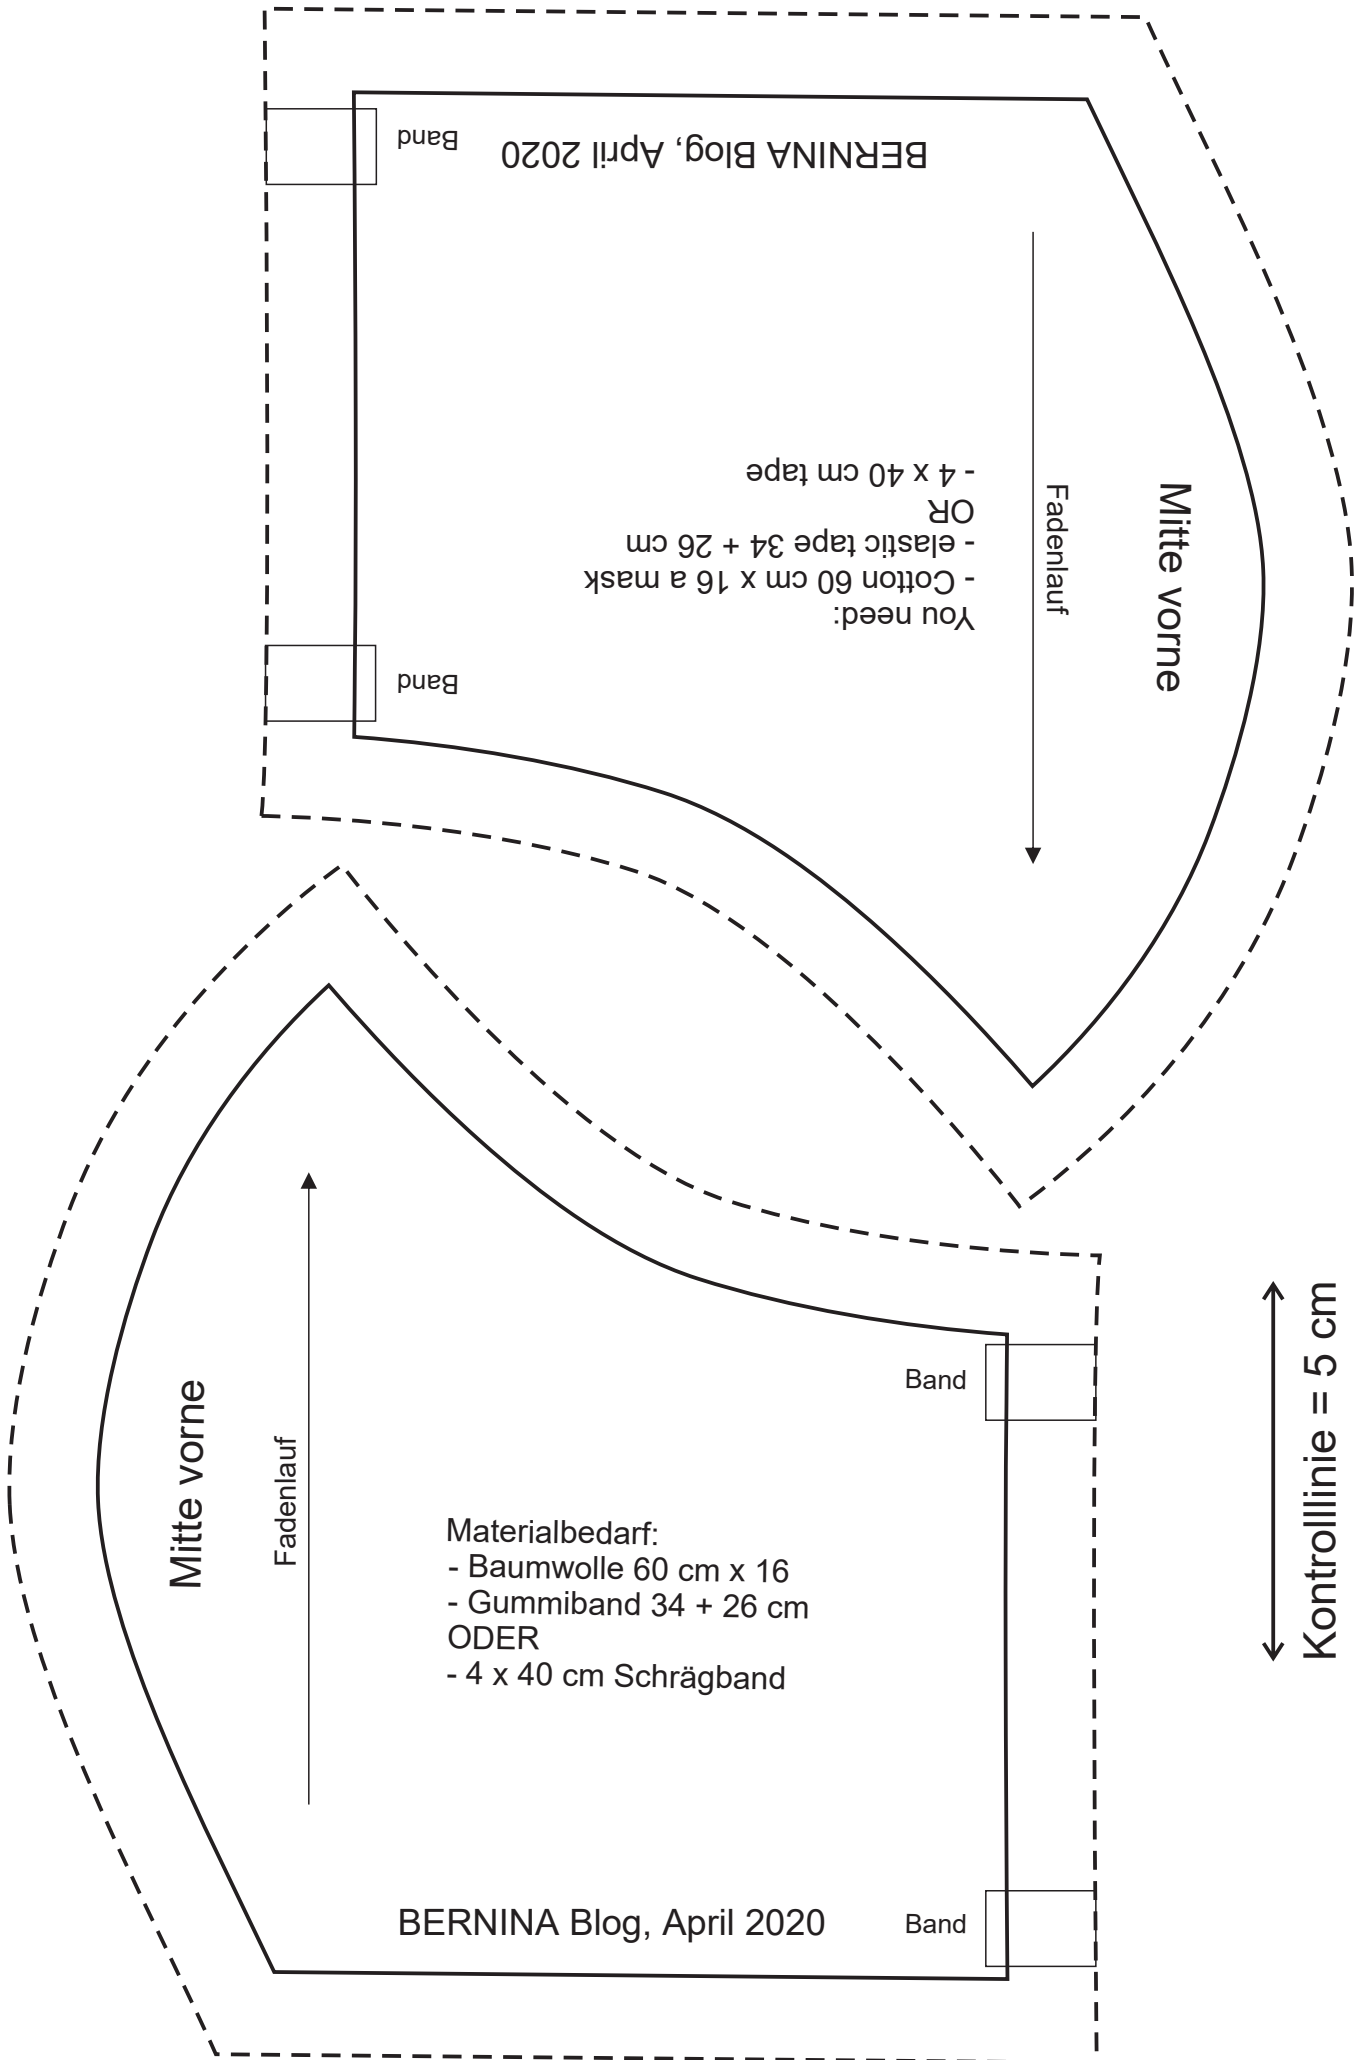 Band
BERNINA Blog, April 2020
You need:
- Cotton 60 cm x 16 a mask
- elastic tape 34 + 26 cm
OR
- 4 x 40 cm tape
Fadenlauf
Mitte vorne
Band
Mitte vorne
Fadenlauf
Materialbedarf:
- Baumwolle 60 cm x 16
- Gummiband 34 + 26 cm
ODER
- 4 x 40 cm Schrägband
Band
Kontrolllinie = 5 cm
BERNINA Blog, April 2020
Band